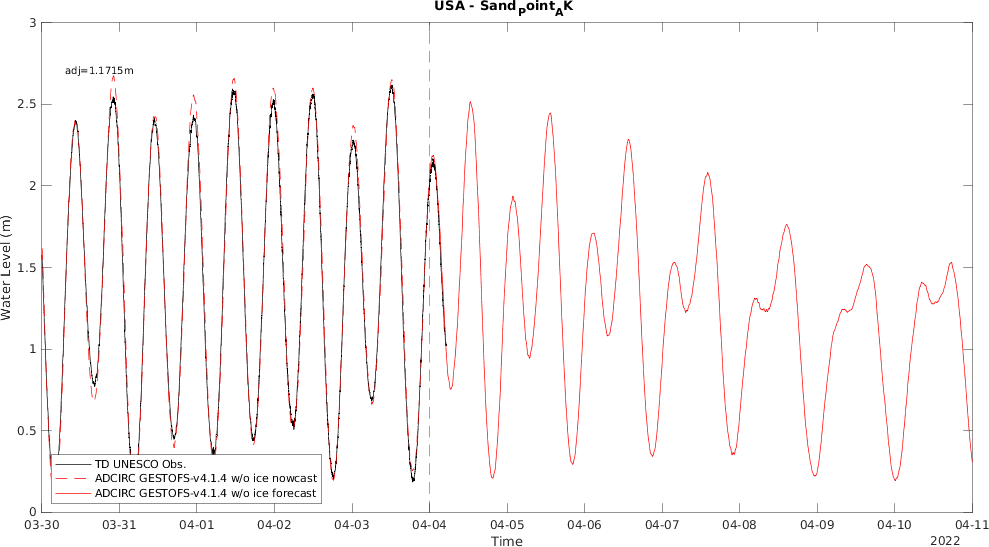 USA - Sand_Point_AK
adj=1.1715m
3
2.5
2
1.5
1
0.5
0
Water Level (m)
TD UNESCO Obs.
ADCIRC GESTOFS-v4.1.4 w/o ice nowcast
ADCIRC GESTOFS-v4.1.4 w/o ice forecast
03-30 03-31 04-01 04-02 04-03 04-04 04-05 04-06 04-07 04-08 04-09 04-10 04-11
Time
2022